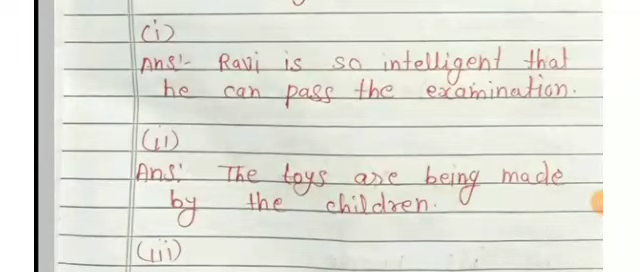 (i)
Ans:- Ravi is so intelligent that
he can pass the examination.
(ii)
Ans: The toys are being made
by the children.
(iii)